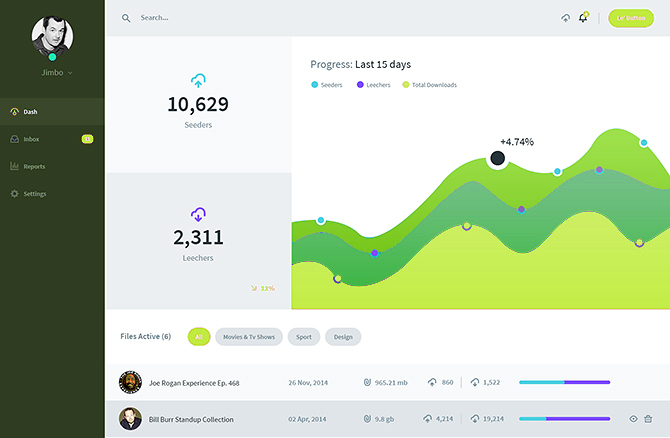 Search...
Le' Button
Jimbo
Dash
Inbox
Reports
Settings
10,629
Seeders
2,311
Leechers
13%
Progress: Last 15 days
Seeders
Leechers
Total Downloads
+4.74%
Files Active (6)
All
Movies & Tv Shows
Sport
Design
Joe Rogan Experience Ep. 468
26 Nov, 2014
965.21 mb
860
1,522
Bill Burr Standup Collection
02 Apr, 2014
9.8 gb
4,214
19,214